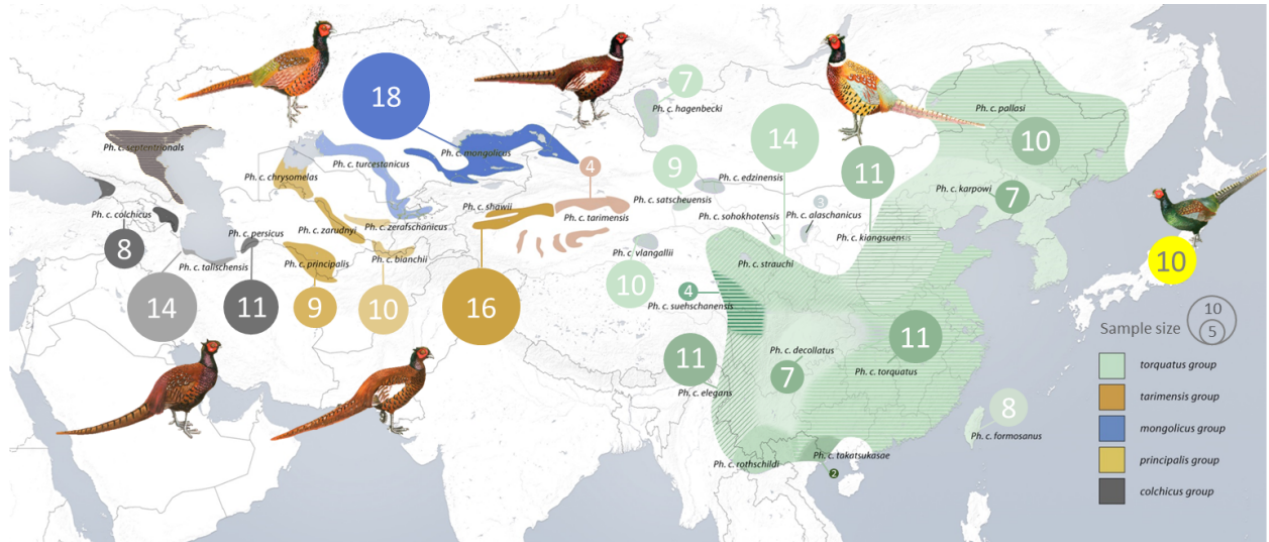 18
7
Ph. c. hagenbecki
Ph. c. pallasi
10
14
Ph. c. septentrionals
Ph. c. mongolicus
Ph. c. turcestanicus
4
9
11
Ph. c. chrysomelas
Ph. c. edzinensis
Ph. c. karpowi
7
Ph. c. satscheuensis
3
Ph. c. shawii
Ph. c. tarimensis
Ph. c. colchicus
Ph. c. sohokhotensis
Ph. c. alaschanicus
8
Ph. c. persicus
Ph. c. zarudnyi
Ph. c. zerafschanicus
Ph. c. kiangsuensis
Ph. c. vlangallii
Ph. c. talischensis
Ph. c. principalis
Ph. c. bianchii
Ph. c. strauchi
10
14
11
9
10
16
10
4
Ph. c. suehschanensis
10
5
Sample size
11
Ph. c. decollatus
11
7
Ph. c. torquatus
Ph. c. elegans
torquatus group
tarimensis group
8
Ph. c. formosanus
mongolicus group
Ph. c. rothschildi
Ph. c. takatsukasae
2
principalis group
colchicus group